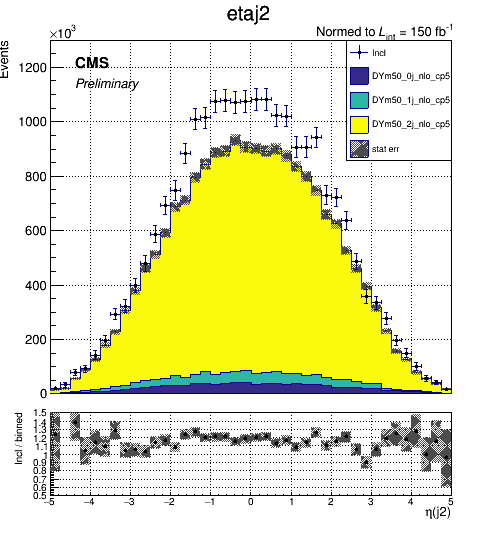 etaj2
×10³
Normed to L_int = 150 fb⁻¹
Events
CMS
Preliminary
Incl
DYm50_0j_nlo_cp5
DYm50_1j_nlo_cp5
DYm50_2j_nlo_cp5
stat err
1200
1000
800
600
400
200
0
Incl / binned
1.5
1.4
1.3
1.2
1.1
1
0.9
0.8
0.7
0.6
0.5
−5 −4 −3 −2 −1 0 1 2 3 4 5
η(j2)